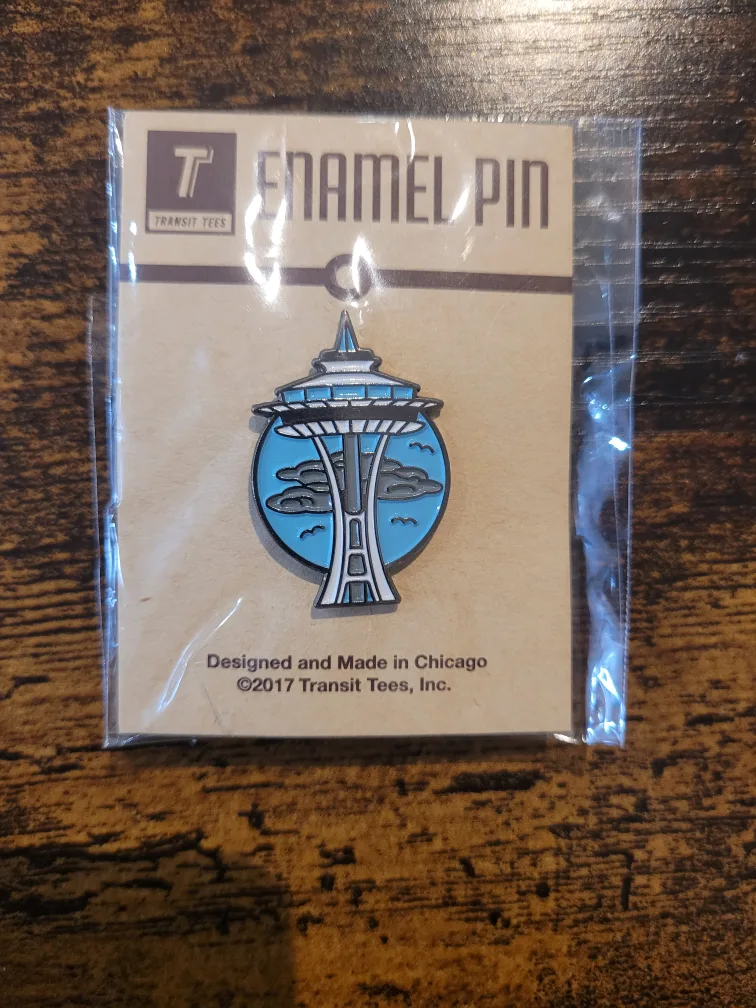 T
TRANSIT TEES
ENAMEL PIN
Designed and Made in Chicago
©2017 Transit Tees, Inc.